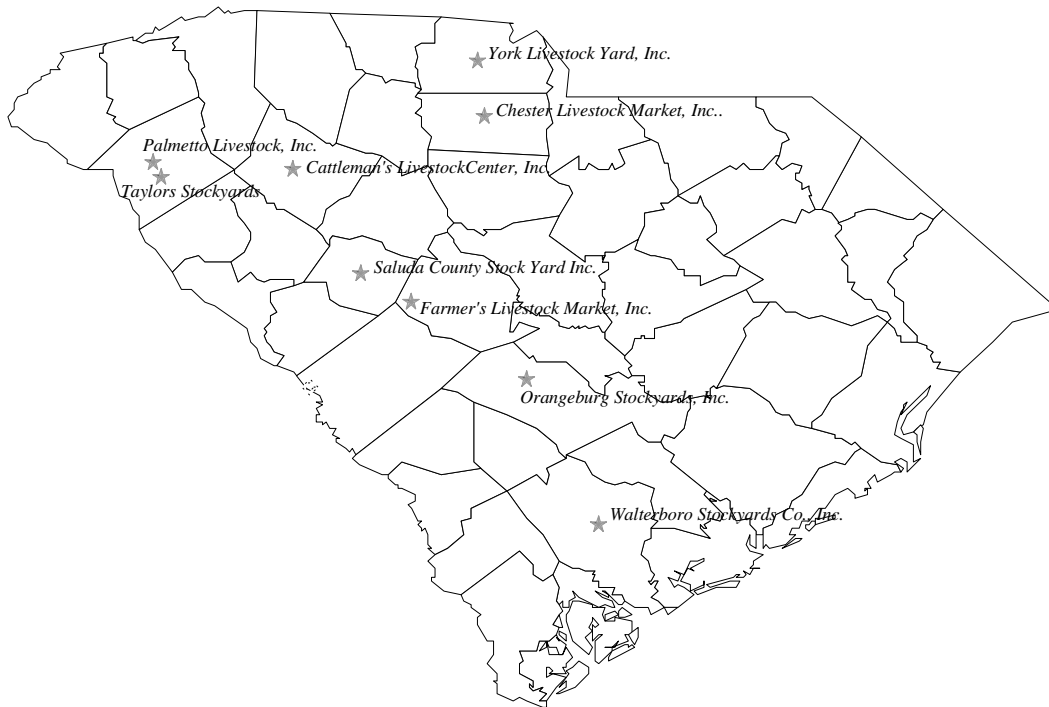 York Livestock Yard, Inc.
Chester Livestock Market, Inc..
Palmetto Livestock, Inc.
Cattleman's LivestockCenter, Inc.
Taylors Stockyards
Saluda County Stock Yard Inc.
Farmer's Livestock Market, Inc.
Orangeburg Stockyards, Inc.
Walterboro Stockyards Co., Inc.